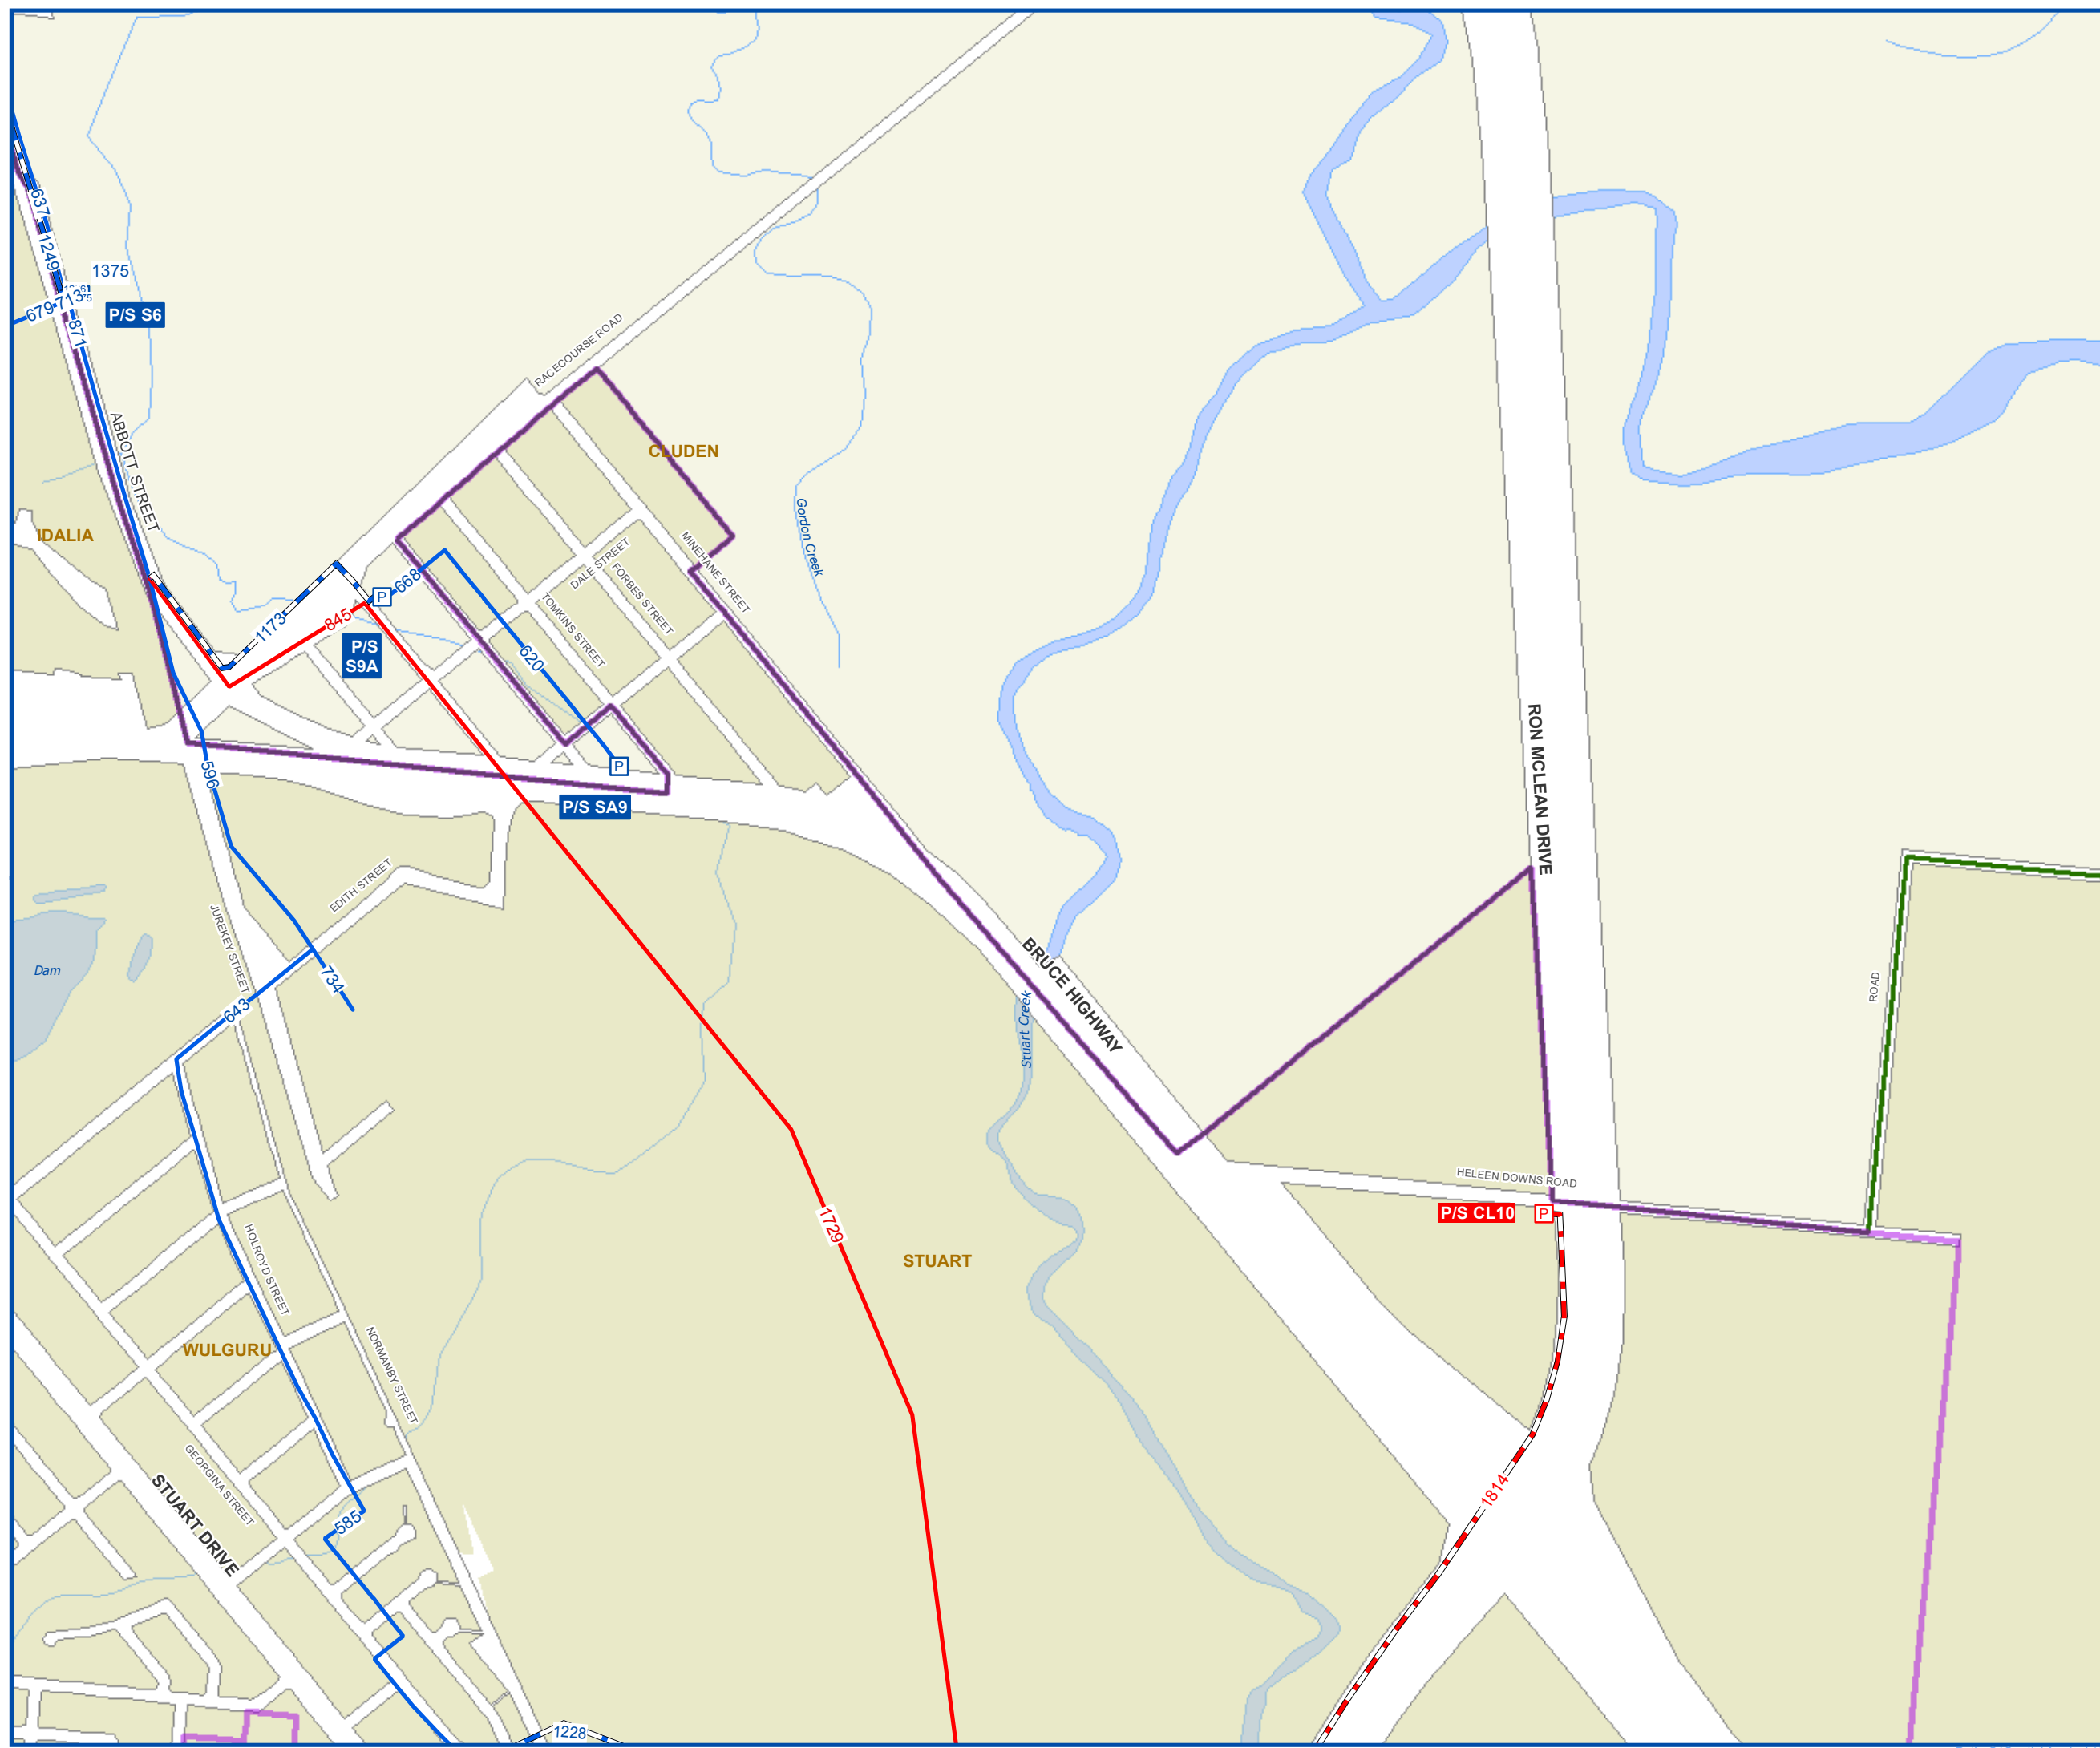 637
1249
1375
679
713
P/S S6
871
RACECOURSE ROAD
ABBOTT STREET
CLUDEN
IDALIA
Gordon Creek
MINEHANE STREET
DALE STREET
FORBES STREET
TOMKINS STREET
668
P
845
1173
P/S
S9A
620
P
596
P/S SA9
RON MCLEAN DRIVE
EDITH STREET
JUREKEY STREET
Dam
734
643
BRUCE HIGHWAY
Stuart Creek
ROAD
HELEEN DOWNS ROAD
P/S CL10
P
1729
STUART
HOLROYD STREET
WULGURU
NORMANBY STREET
GEORGINA STREET
STUART DRIVE
585
1814
1228